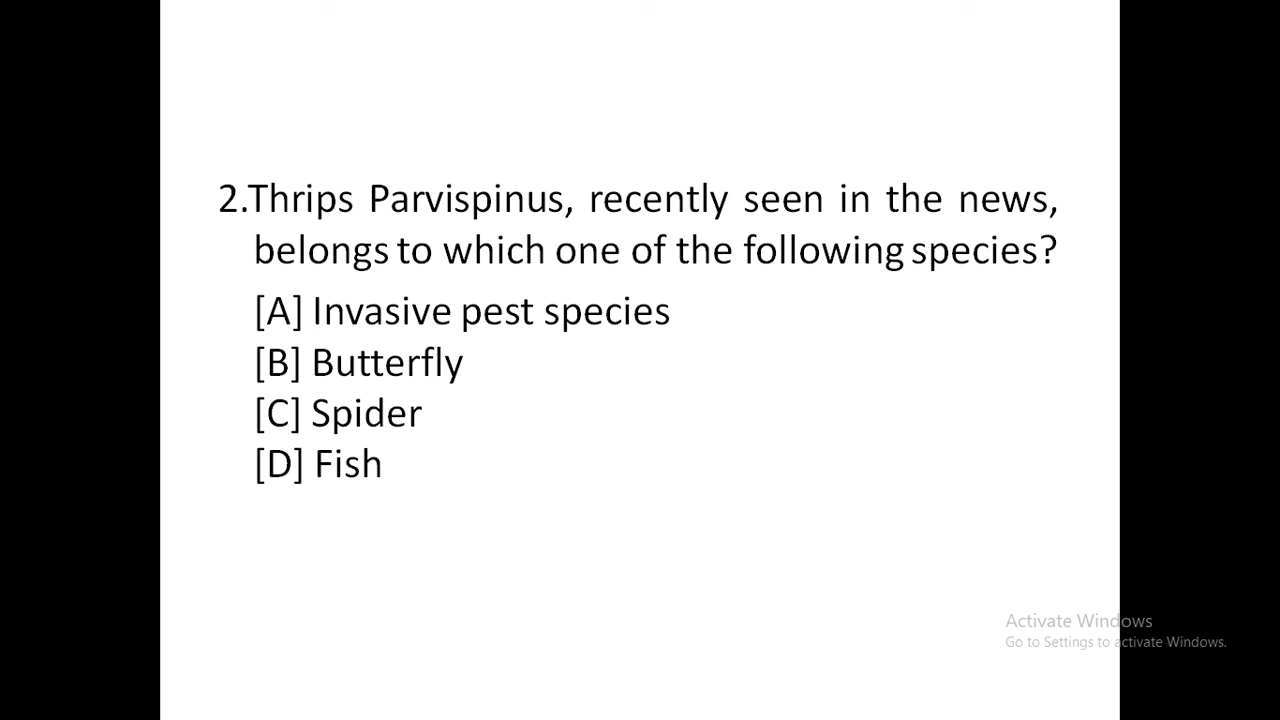 2.Thrips Parvispinus, recently seen in the news,
belongs to which one of the following species?
[A] Invasive pest species
[B] Butterfly
[C] Spider
[D] Fish
Activate Windows
Go to Settings to activate Windows.